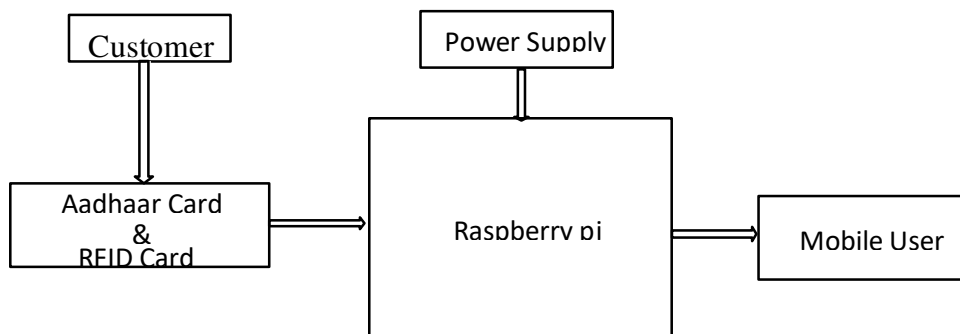 Customer
Power Supply
Aadhaar Card
&
RFID Card
Raspberry pi
Mobile User